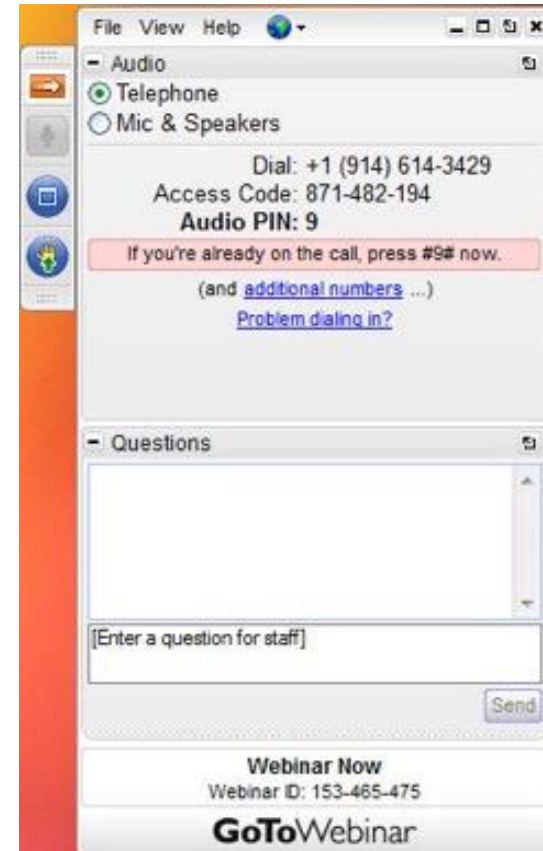 File View Help
Audio
Telephone
Mic & Speakers
Dial: +1 (914) 614-3429
Access Code: 871-482-194
Audio PIN: 9
If you're already on the call, press #9# now.
(and additional numbers ...)
Problem dialing in?
Questions
[Enter a question for staff]
Send
Webinar Now
Webinar ID: 153-465-475
GoToWebinar